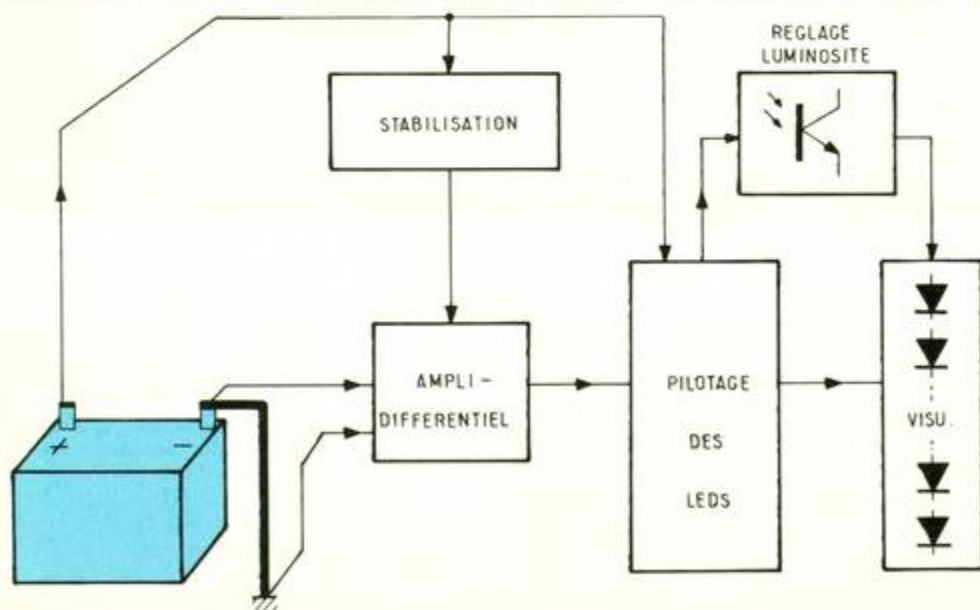 REGLAGE
LUMINOSITE
STABILISATION
AMPLI -
DIFFERENTIEL
PILOTAGE
DES
LEDS
VISU.
+
-